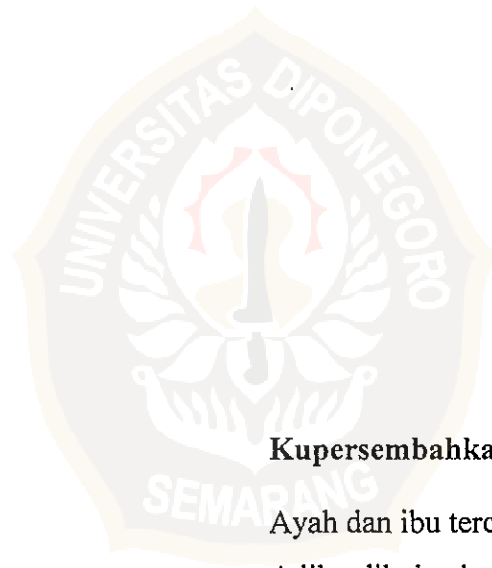 UNIVERSITAS DIPONEGORO
SEMARANG
Kupersembahka
Ayah dan ibu terc